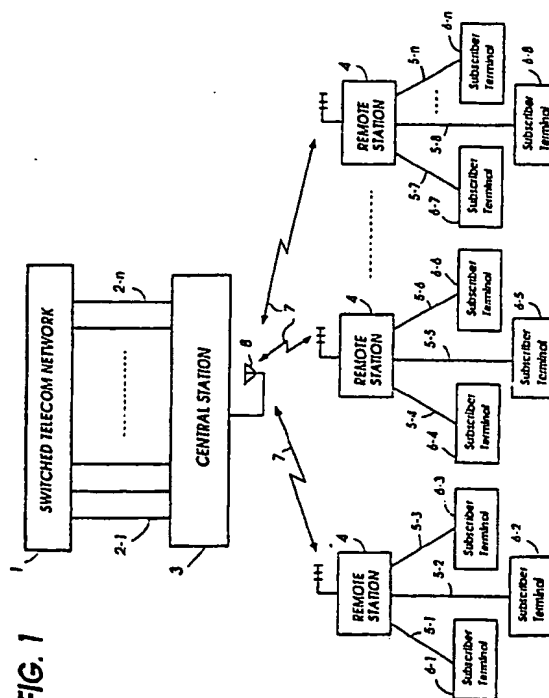 FIG. 1
SWITCHED TELECOM NETWORK
1
2-1
2-n
CENTRAL STATION
3
8
7
7
REMOTE STATION
4
REMOTE STATION
4
REMOTE STATION
4
5-1
5-2
5-3
5-4
5-5
5-6
5-7
5-8
5-n
6-1
Subscriber Terminal
6-2
Subscriber Terminal
6-3
Subscriber Terminal
6-4
Subscriber Terminal
6-5
Subscriber Terminal
6-6
Subscriber Terminal
6-7
Subscriber Terminal
6-8
Subscriber Terminal
6-n
Subscriber Terminal